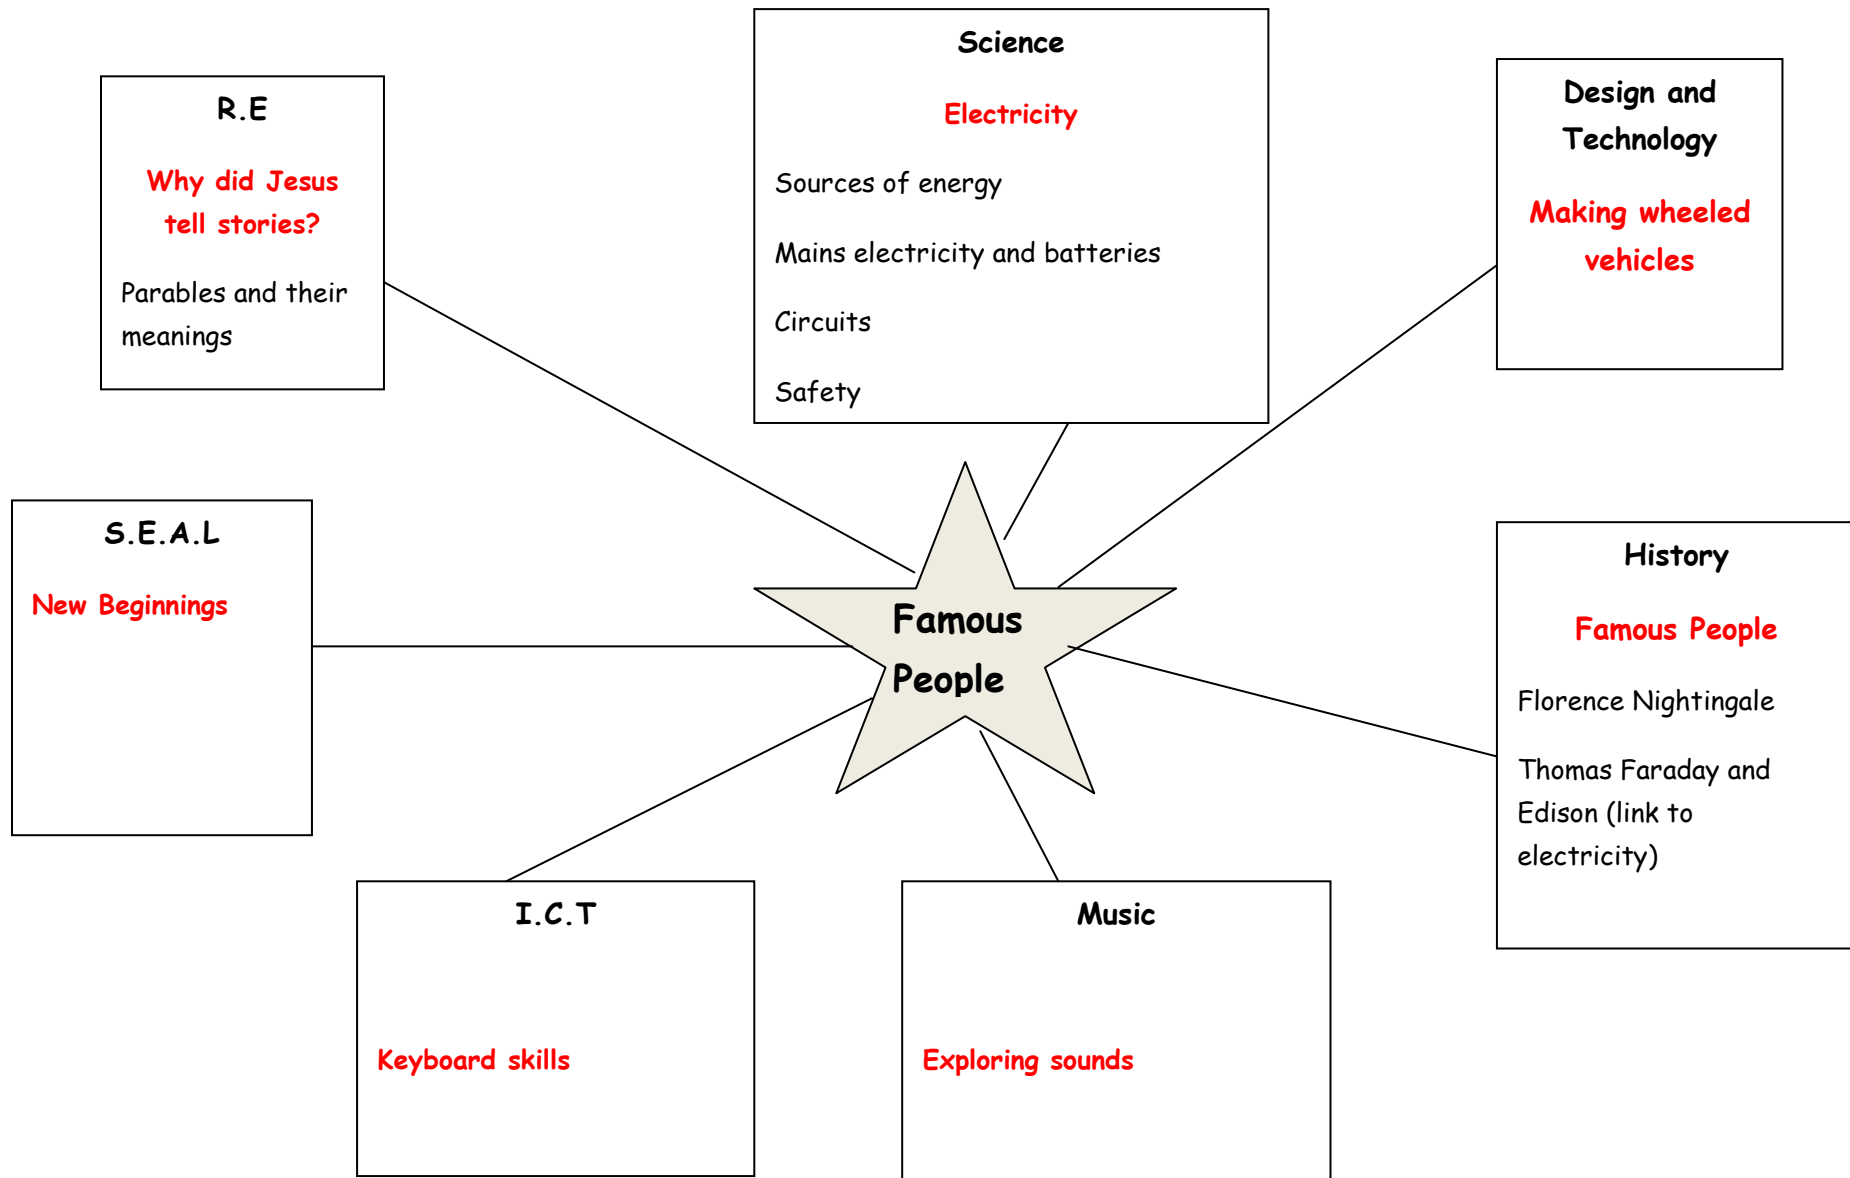 R.E
Why did Jesus
tell stories?
Parables and their
meanings
Science
Electricity
Sources of energy
Mains electricity and batteries
Circuits
Safety
Design and
Technology
Making wheeled
vehicles
S.E.A.L
New Beginnings
Famous
People
History
Famous People
Florence Nightingale
Thomas Faraday and
Edison (link to
electricity)
I.C.T
Keyboard skills
Music
Exploring sounds